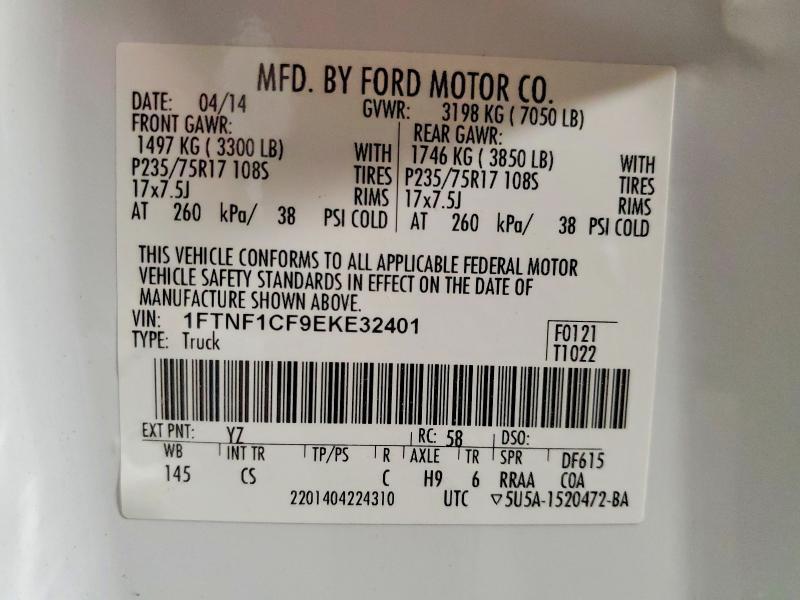 MFD. BY FORD MOTOR CO.
DATE: 04/14 GVWR: 3198 KG ( 7050 LB)
FRONT GAWR: REAR GAWR:
1497 KG ( 3300 LB) WITH 1746 KG ( 3850 LB) WITH
P235/75R17 108S TIRES P235/75R17 108S TIRES
17x7.5J RIMS 17x7.5J RIMS
AT 260 kPa/ 38 PSI COLD AT 260 kPa/ 38 PSI COLD
THIS VEHICLE CONFORMS TO ALL APPLICABLE FEDERAL MOTOR
VEHICLE SAFETY STANDARDS IN EFFECT ON THE DATE OF
MANUFACTURE SHOWN ABOVE.
VIN: 1FTNF1CF9EKE32401 F0121
TYPE: Truck T1022
EXT PNT: YZ RC: 58 DSO:
WB INT TR TP/PS R AXLE TR SPR DF615
145 CS C H9 6 RRAA COA
2201404224310 UTC ▽5U5A-1520472-BA